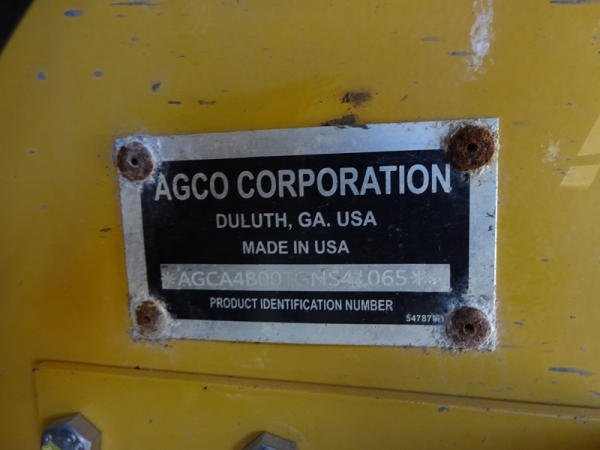 AGCO CORPORATION
DULUTH, GA. USA
MADE IN USA
PRODUCT IDENTIFICATION NUMBER